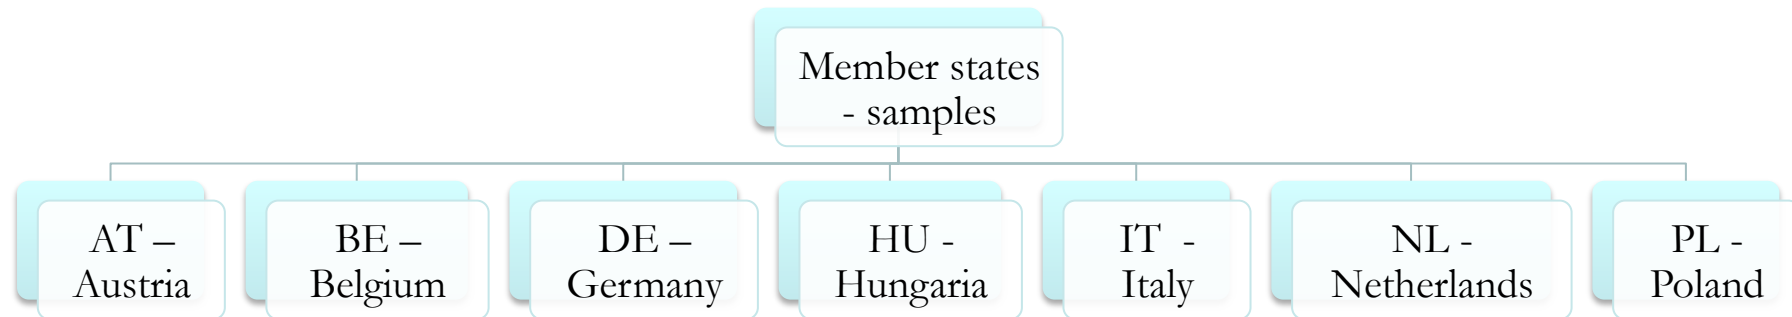 Member states
- samples
AT –
Austria
BE –
Belgium
DE –
Germany
HU -
Hungaria
IT -
Italy
NL -
Netherlands
PL -
Poland